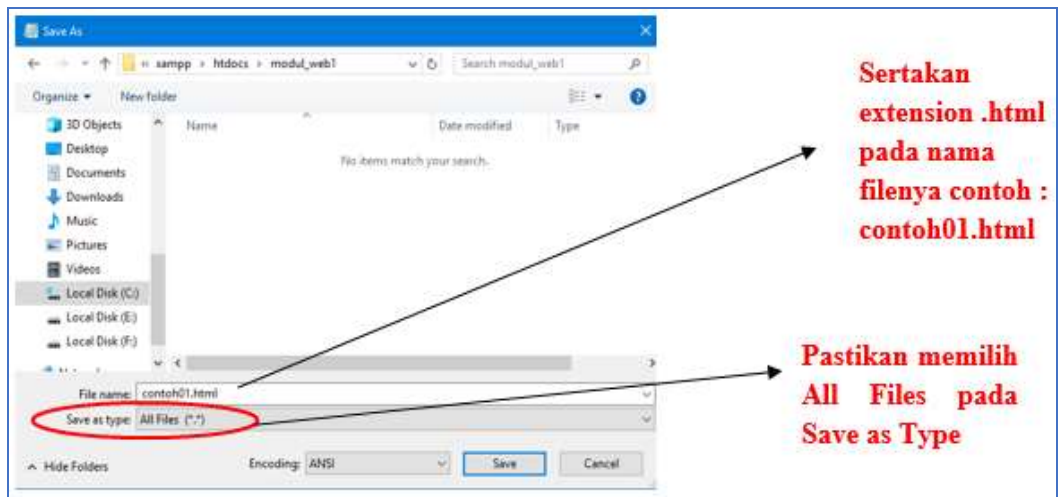 Save As
« xampp › htdocs › modul_web1
Search modul_web1
Organize
New folder
3D Objects
Desktop
Documents
Downloads
Music
Pictures
Videos
Local Disk (C:)
Local Disk (E:)
Local Disk (F:)
Name
Date modified
Type
No items match your search.
File name: contoh01.html
Save as type: All Files (*.*)
Hide Folders
Encoding: ANSI
Save
Cancel
Sertakan
extension .html
pada nama
filenya contoh :
contoh01.html
Pastikan memilih
All Files pada
Save as Type